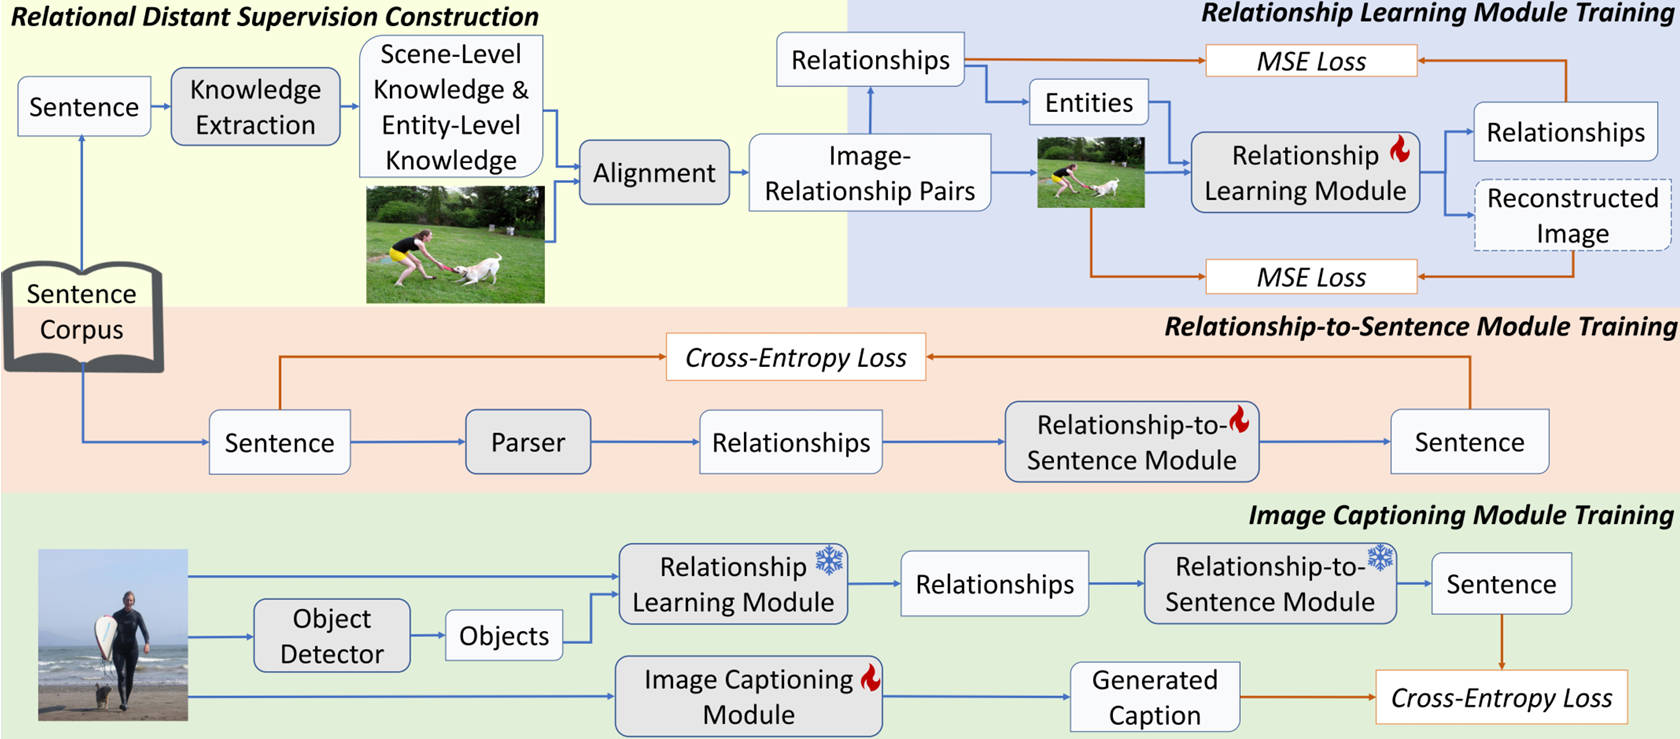 Relational Distant Supervision Construction
Sentence
Knowledge
Extraction
Scene-Level
Knowledge &
Entity-Level
Knowledge
Alignment
Sentence
Corpus
Relationship Learning Module Training
Relationships
Image-
Relationship Pairs
Entities
MSE Loss
Relationship
Learning Module
Relationships
Reconstructed
Image
MSE Loss
Relationship-to-Sentence Module Training
Cross-Entropy Loss
Sentence
Parser
Relationships
Relationship-to-
Sentence Module
Sentence
Image Captioning Module Training
Object
Detector
Objects
Relationship
Learning Module
Relationships
Relationship-to-
Sentence Module
Sentence
Image Captioning
Module
Generated
Caption
Cross-Entropy Loss